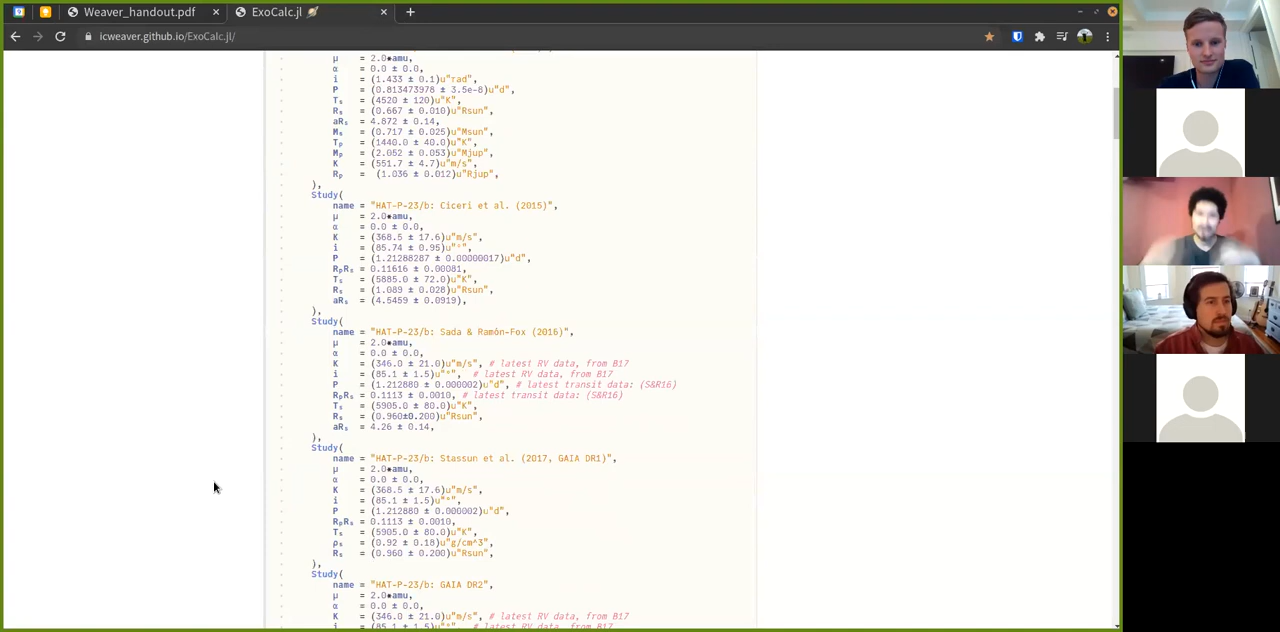 Weaver_handout.pdf
ExoCalc.jl 🪐
icweaver.github.io/ExoCalc.jl/
μ = 2.0*amu,
α = 0.0 ± 0.0,
i = (1.433 ± 0.1)u"rad",
P = (0.813473978 ± 3.5e-8)u"d",
Tₛ = (4520 ± 120)u"K",
Rₛ = (0.667 ± 0.010)u"Rsun",
aRₛ = 4.872 ± 0.14,
Mₛ = (0.717 ± 0.025)u"Msun",
Tₚ = (1440.0 ± 40.0)u"K",
Mₚ = (2.052 ± 0.053)u"Mjup",
K = (551.7 ± 4.7)u"m/s",
Rₚ = (1.036 ± 0.012)u"Rjup",
),
Study(
name = "HAT-P-23/b: Ciceri et al. (2015)",
μ = 2.0*amu,
α = 0.0 ± 0.0,
K = (368.5 ± 17.6)u"m/s",
i = (85.74 ± 0.95)u"°",
P = (1.21288287 ± 0.00000017)u"d",
RₚRₛ = 0.11616 ± 0.00081,
Tₛ = (5885.0 ± 72.0)u"K",
Rₛ = (1.089 ± 0.028)u"Rsun",
aRₛ = (4.5459 ± 0.0919),
),
Study(
name = "HAT-P-23/b: Sada & Ramón-Fox (2016)",
μ = 2.0*amu,
α = 0.0 ± 0.0,
K = (346.0 ± 21.0)u"m/s", # latest RV data, from B17
i = (85.1 ± 1.5)u"°", # latest RV data, from B17
P = (1.212880 ± 0.000002)u"d", # latest transit data: (S&R16)
RₚRₛ = 0.1113 ± 0.0010, # latest transit data: (S&R16)
Tₛ = (5905.0 ± 80.0)u"K",
Rₛ = (0.960±0.200)u"Rsun",
aRₛ = 4.26 ± 0.14,
),
Study(
name = "HAT-P-23/b: Stassun et al. (2017, GAIA DR1)",
μ = 2.0*amu,
α = 0.0 ± 0.0,
K = (368.5 ± 17.6)u"m/s",
i = (85.1 ± 1.5)u"°",
P = (1.212880 ± 0.000002)u"d",
RₚRₛ = 0.1113 ± 0.0010,
Tₛ = (5905.0 ± 80.0)u"K",
ρₛ = (0.92 ± 0.18)u"g/cm^3",
Rₛ = (0.960 ± 0.200)u"Rsun",
),
Study(
name = "HAT-P-23/b: GAIA DR2",
μ = 2.0*amu,
α = 0.0 ± 0.0,
K = (346.0 ± 21.0)u"m/s", # latest RV data, from B17
i = (85.1 ± 1.5)u"°", # latest RV data, from B17